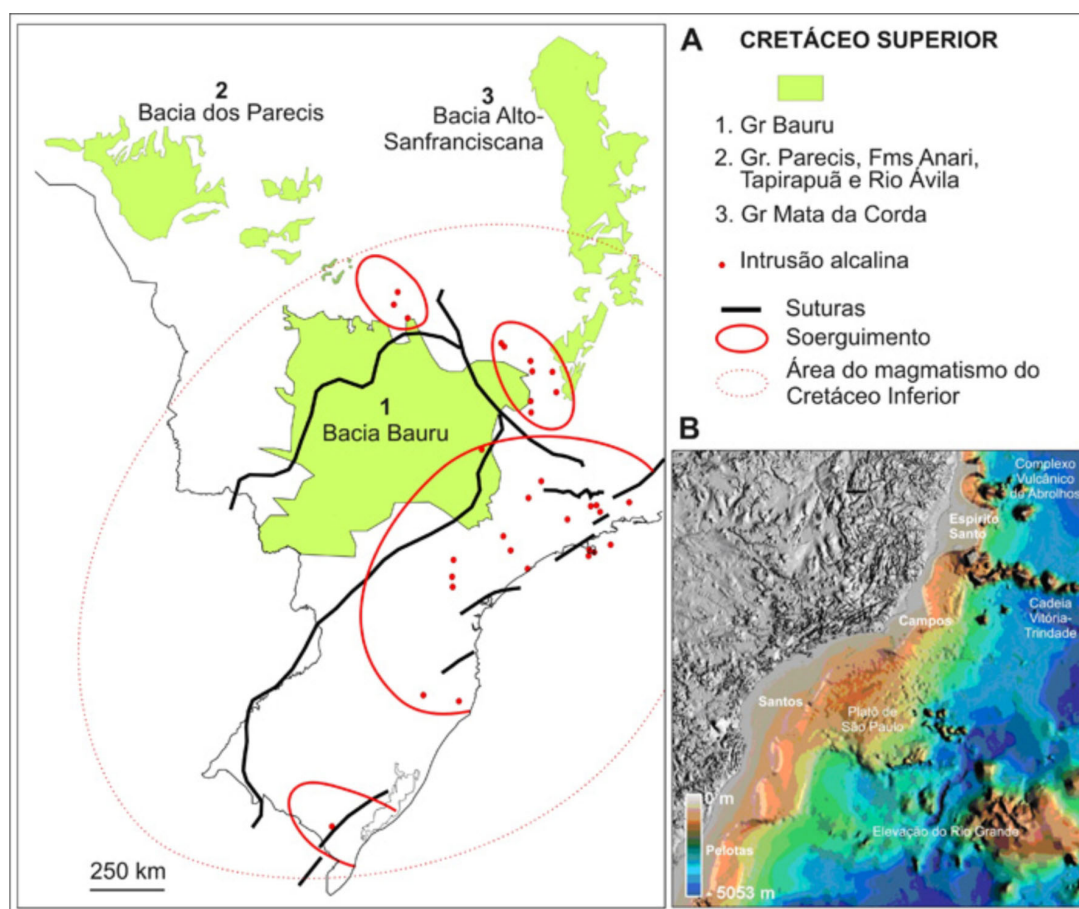 2
Bacia dos Parecis
3
Bacia Alto-
Sanfranciscana
1
Bacia Bauru
250 km
A CRETÁCEO SUPERIOR
1. Gr Bauru
2. Gr. Parecis, Fms Anari,
Tapirapuã e Rio Ávila
3. Gr Mata da Corda
Intrusão alcalina
Suturas
Soerguimento
Área do magmatismo do
Cretáceo Inferior
B
Complexo
Vulcânico
de Abrolhos
Espírito
Santo
Campos
Cadeia
Vitória-
Trindade
Santos
Platô de
São Paulo
Elevação do Rio Grande
Pelotas
0 m
- 5053 m